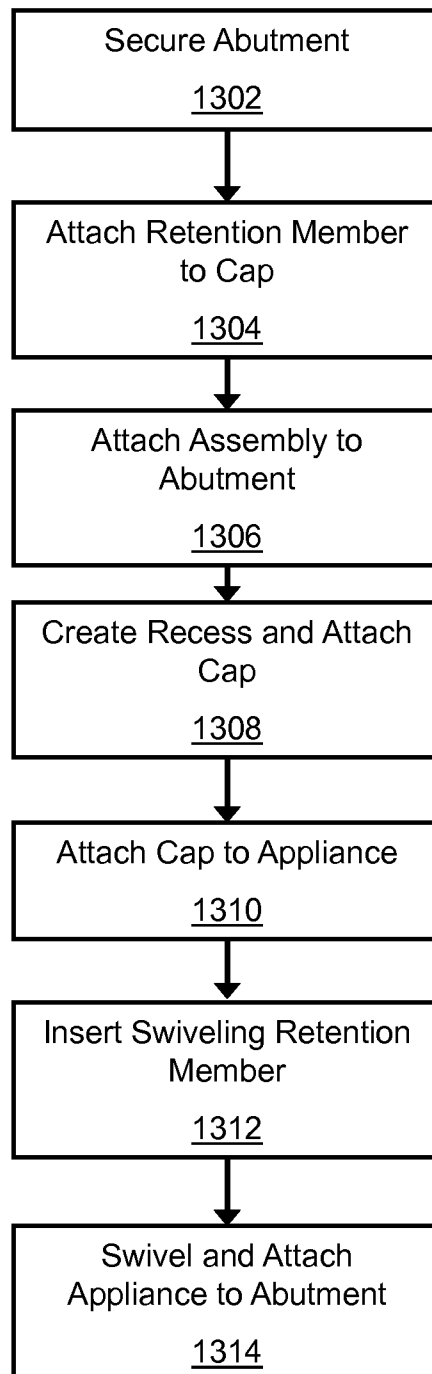 Secure Abutment
1302
Attach Retention Member
to Cap
1304
Attach Assembly to
Abutment
1306
Create Recess and Attach
Cap
1308
Attach Cap to Appliance
1310
Insert Swiveling Retention
Member
1312
Swivel and Attach
Appliance to Abutment
1314